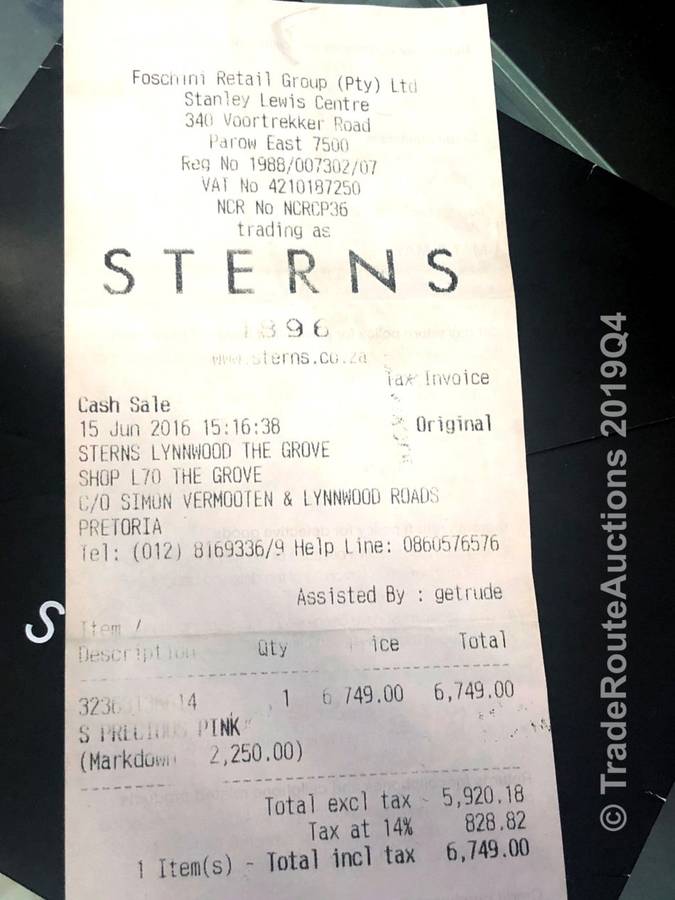 Foschini Retail Group (Pty) Ltd
Stanley Lewis Centre
340 Voortrekker Road
Parow East 7500
Reg No 1988/007302/07
VAT No 4210187250
NCR No NCRCP36
trading as
STERNS
1896
www.sterns.co.za
Tax Invoice
Cash Sale
15 Jun 2016 15:16:38 Original
STERNS LYNNWOOD THE GROVE
SHOP L70 THE GROVE
C/O SIMON VERMOOTEN & LYNNWOOD ROADS
PRETORIA
Tel: (012) 8169336/9 Help Line: 0860576576
Assisted By : getrude
Item /
Description Qty ice Total
1 6,749.00 6,749.00
S PRECIOUS PINK
(Markdown 2,250.00)
Total excl tax 5,920.18
Tax at 14% 828.82
1 Item(s) - Total incl tax 6,749.00
S
© TradeRouteAuctions 2019Q4